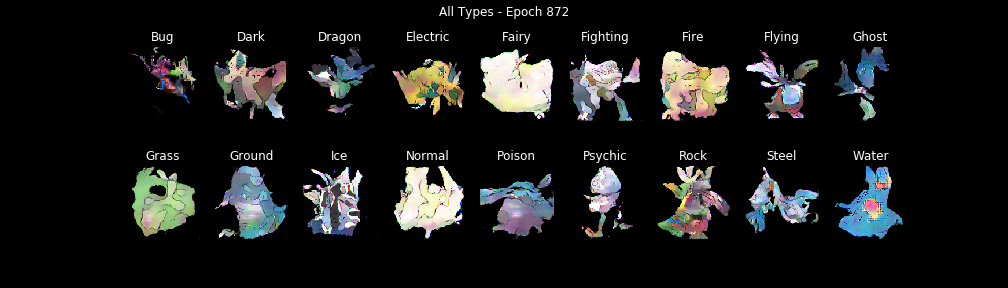 All Types - Epoch 872
Bug Dark Dragon Electric Fairy Fighting Fire Flying Ghost
Grass Ground Ice Normal Poison Psychic Rock Steel Water